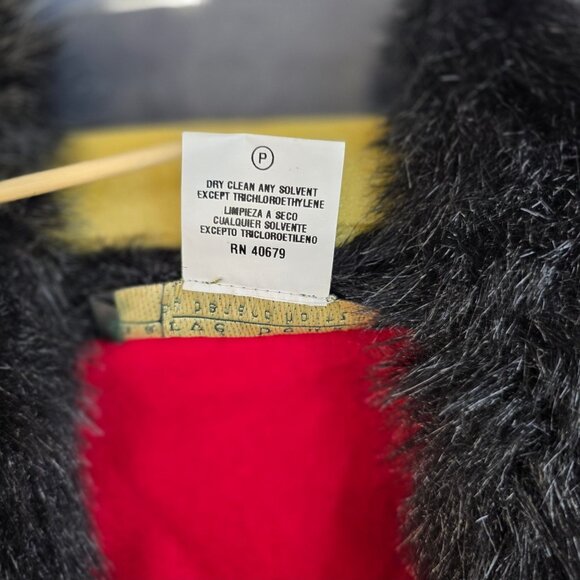 P
DRY CLEAN ANY SOLVENT
EXCEPT TRICHLOROETHYLENE
LIMPIEZA A SECO
CUALQUIER SOLVENTE
EXCEPTO TRICLOROETILENO
RN 40679